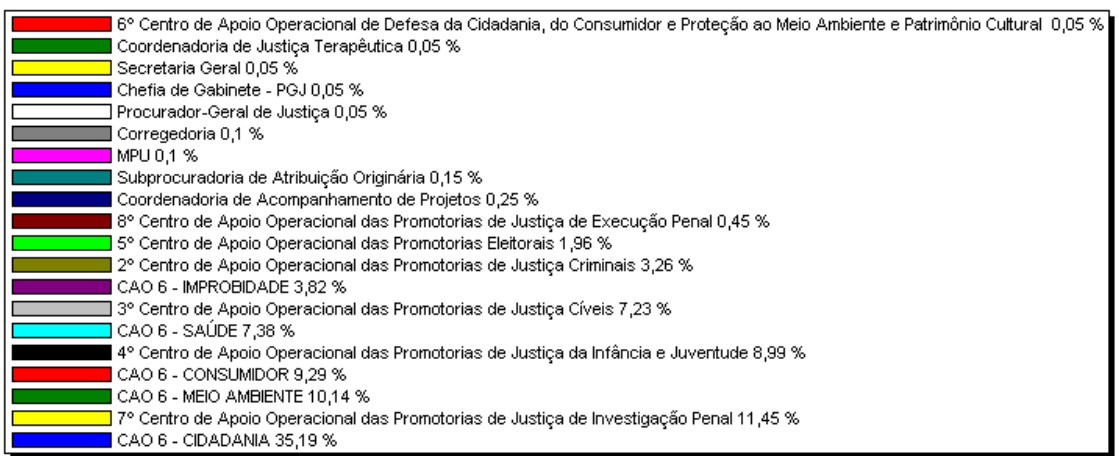 6º Centro de Apoio Operacional de Defesa da Cidadania, do Consumidor e Proteção ao Meio Ambiente e Patrimônio Cultural 0,05 %
Coordenadoria de Justiça Terapêutica 0,05 %
Secretaria Geral 0,05 %
Chefia de Gabinete - PGJ 0,05 %
Procurador-Geral de Justiça 0,05 %
Corregedoria 0,1 %
MPU 0,1 %
Subprocuradoria de Atribuição Originária 0,15 %
Coordenadoria de Acompanhamento de Projetos 0,25 %
8º Centro de Apoio Operacional das Promotorias de Justiça de Execução Penal 0,45 %
5º Centro de Apoio Operacional das Promotorias Eleitorais 1,96 %
2º Centro de Apoio Operacional das Promotorias de Justiça Criminais 3,26 %
CAO 6 - IMPROBIDADE 3,82 %
3º Centro de Apoio Operacional das Promotorias de Justiça Cíveis 7,23 %
CAO 6 - SAÚDE 7,38 %
4º Centro de Apoio Operacional das Promotorias de Justiça da Infância e Juventude 8,99 %
CAO 6 - CONSUMIDOR 9,29 %
CAO 6 - MEIO AMBIENTE 10,14 %
7º Centro de Apoio Operacional das Promotorias de Justiça de Investigação Penal 11,45 %
CAO 6 - CIDADANIA 35,19 %